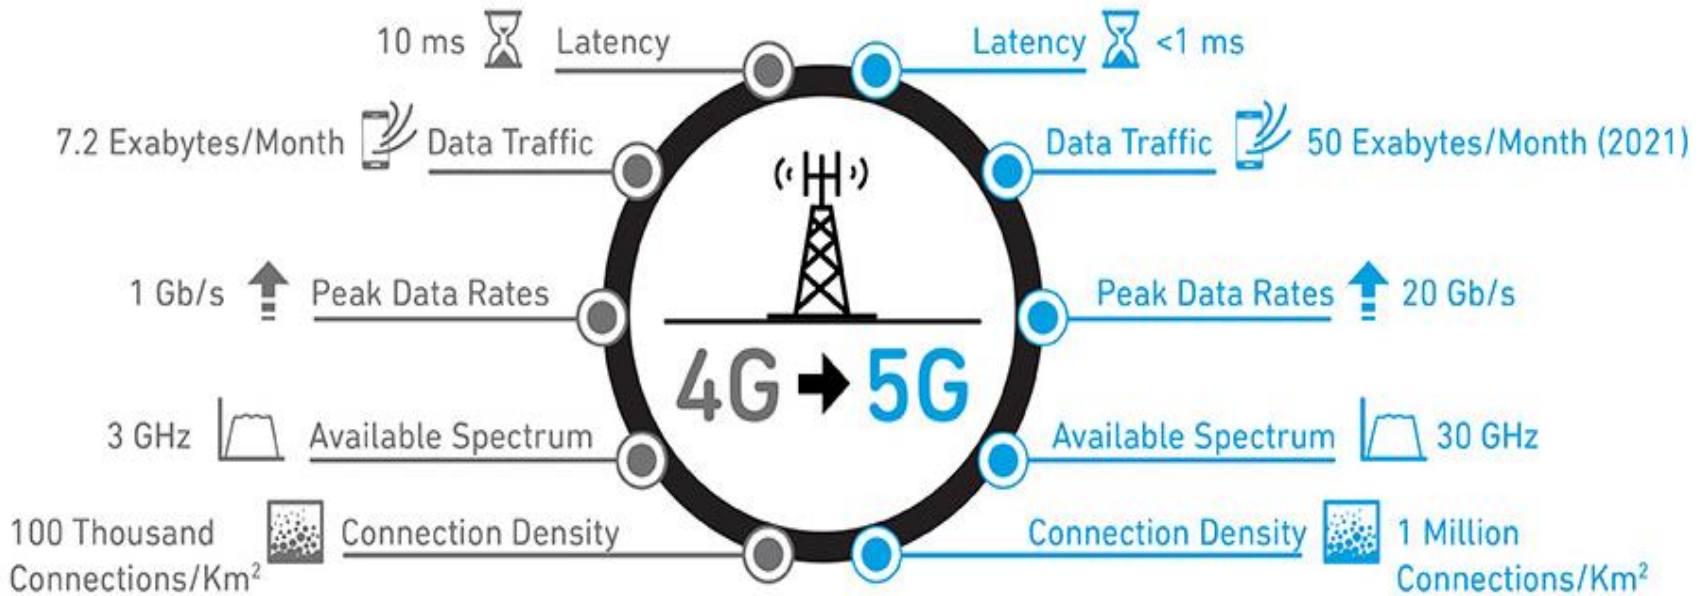 10 ms Latency
Latency <1 ms
7.2 Exabytes/Month Data Traffic
Data Traffic 50 Exabytes/Month (2021)
1 Gb/s Peak Data Rates
Peak Data Rates 20 Gb/s
4G 5G
3 GHz Available Spectrum
Available Spectrum 30 GHz
100 Thousand
Connections/Km²
Connection Density
Connection Density
1 Million
Connections/Km²